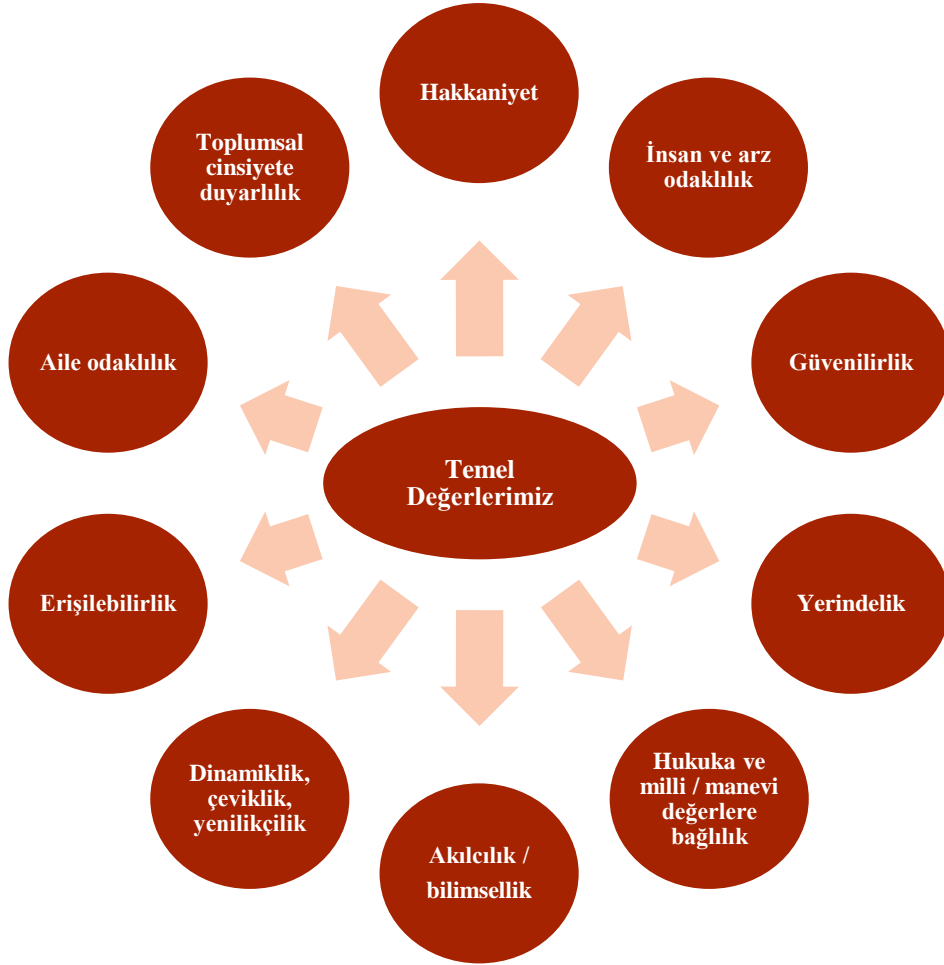 Hakkaniyet
İnsan ve arz
odaklılık
Güvenilirlik
Yerindelik
Hukuka ve
milli / manevi
değerlere
bağlılık
Akılcılık /
bilimsellik
Dinamiklik,
çeviklik,
yenilikçilik
Erişilebilirlik
Aile odaklılık
Toplumsal
cinsiyete
duyarlılık
Temel
Değerlerimiz